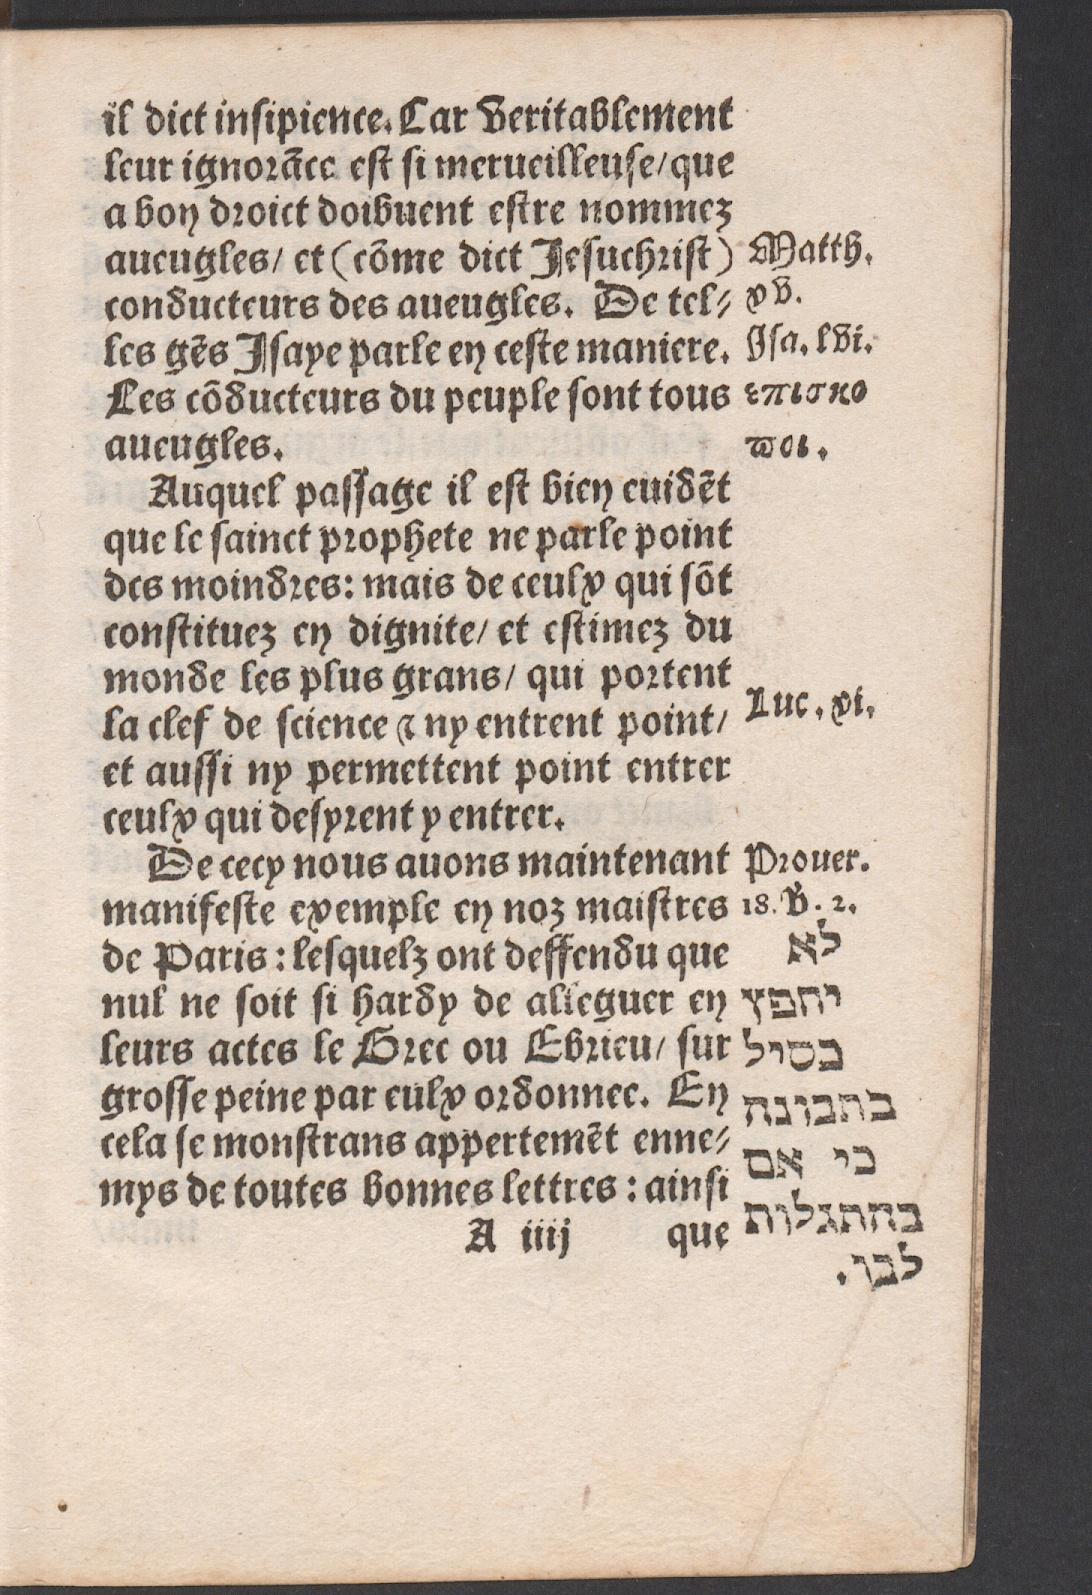 il dict insipience. Car veritablement
leur ignorãce est si merueilleuse/ que
a bon droict doibuent estre nommez
aueugles/ et (cõme dict Jesuchrist)
conducteurs des aueugles. De tel⸗
les gẽs Jsaye parle en ceste maniere.
Les cõducteurs du peuple sont tous
aueugles.
Auquel passage il est bien euidẽt
que le sainct prophete ne parle point
des moindres: mais de ceulx qui sõt
constituez en dignite/ et estimez du
monde les plus grans/ qui portent
la clef de science ⁊ ny entrent point/
et aussi ny permettent point entrer
ceulx qui desyrent y entrer.
De cecy nous auons maintenant
manifeste exemple en noz maistres
de Paris: lesquelz ont deffendu que
nul ne soit si hardy de alleguer en
leurs actes le Grec ou Ebrieu/ sur
grosse peine par eulx ordonnee. En
cela se monstrans appertemẽt enne⸗
mys de toutes bonnes lettres: ainsi
A iiij que
Matth.
xv.
Jsa. lvi.
επισκο
ϖοι.
Luc. xi.
Prouer.
18. v. 2.
לא
יחפץ
כסיל
בתבונה
כי אם
בהתגלות
לבו.